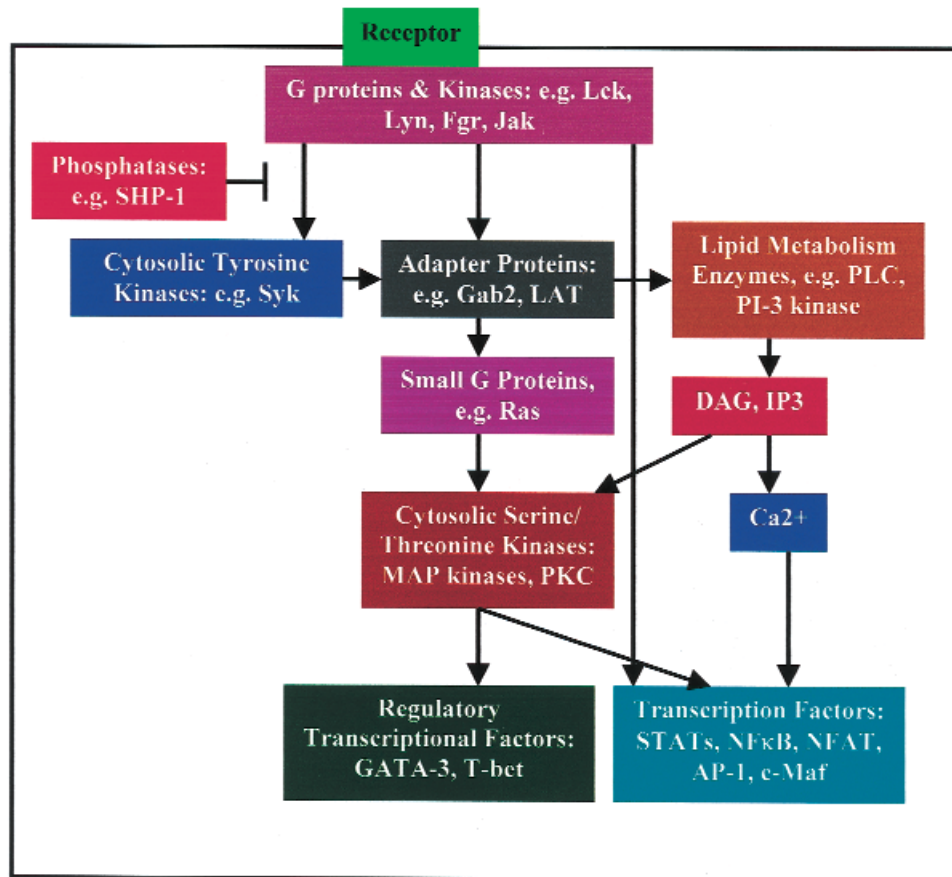 Receptor
G proteins & Kinases: e.g. Lck,
Lyn, Fgr, Jak
Phosphatases:
e.g. SHP-1
Cytosolic Tyrosine
Kinases: e.g. Syk
Adapter Proteins:
e.g. Gab2, LAT
Lipid Metabolism
Enzymes, e.g. PLC,
PI-3 kinase
Small G Proteins,
e.g. Ras
DAG, IP3
Cytosolic Serine/
Threonine Kinases:
MAP kinases, PKC
Ca2+
Regulatory
Transcriptional Factors:
GATA-3, T-bet
Transcription Factors:
STATs, NFκB, NFAT,
AP-1, c-Maf